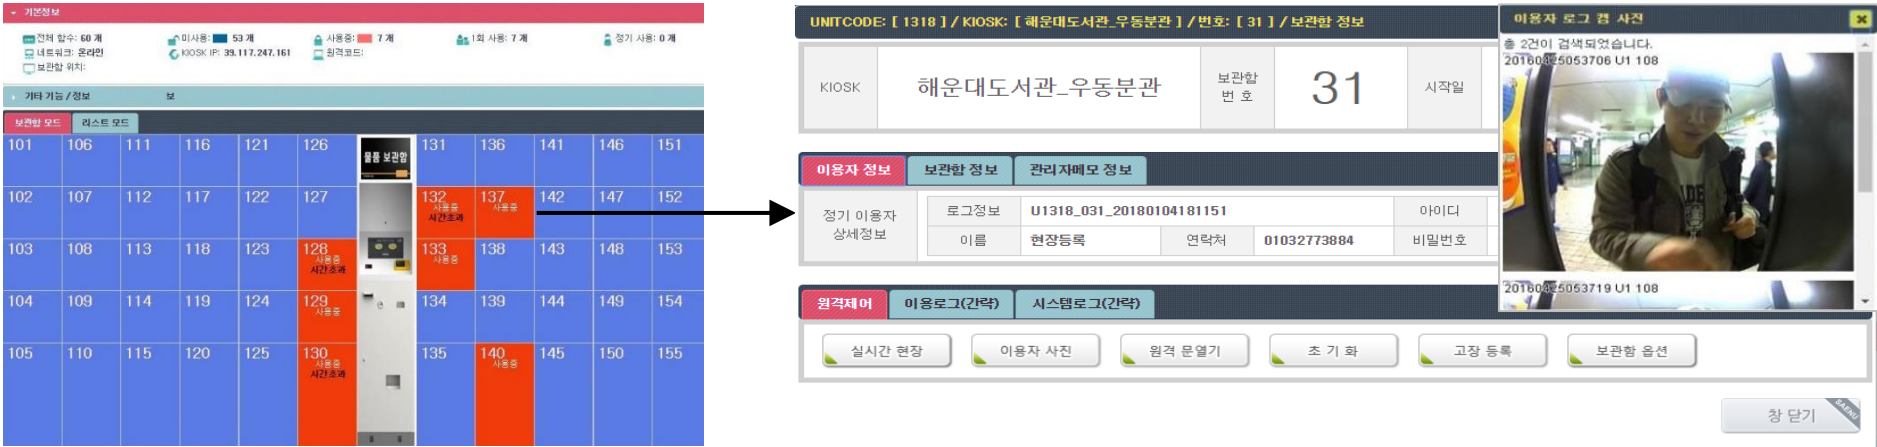 기본정보
전체 함수: 60 개
미사용: 53 개
사용중: 7 개
1회 사용: 7 개
정기 사용: 0 개
네트워크: 온라인
KIOSK IP: 39.117.247.161
원격코드:
보관함 위치:
기타 기능 / 정보
보
보관함 모드
리스트 모드
101 106 111 116 121 126 131 136 141 146 151
물품 보관함
102 107 112 117 122 127 132 137 142 147 152
사용중 사용중
시간초과
103 108 113 118 123 128 133 138 143 148 153
사용중 사용중
시간초과
104 109 114 119 124 129 134 139 144 149 154
사용중
105 110 115 120 125 130 135 140 145 150 155
사용중 사용중
시간초과
UNITCODE: [ 1318 ] / KIOSK: [ 해운대도서관_우동분관 ] / 번호: [ 31 ] / 보관함 정보
KIOSK 해운대도서관_우동분관 보관함 번 호 31 시작일
이용자 정보 보관함 정보 관리자메모 정보
정기 이용자 상세정보
로그정보 U1318_031_20180104181151 아이디
이름 현장등록 연락처 01032773884 비밀번호
원격제어 이용로그(간략) 시스템로그(간략)
실시간 현장 이용자 사진 원격 문열기 초 기 화 고장 등록 보관함 옵션
창 닫기
SAENU
이용자 로그 캡 사진
총 2건이 검색되었습니다.
20160425053706 U1 108
20160425053719 U1 108